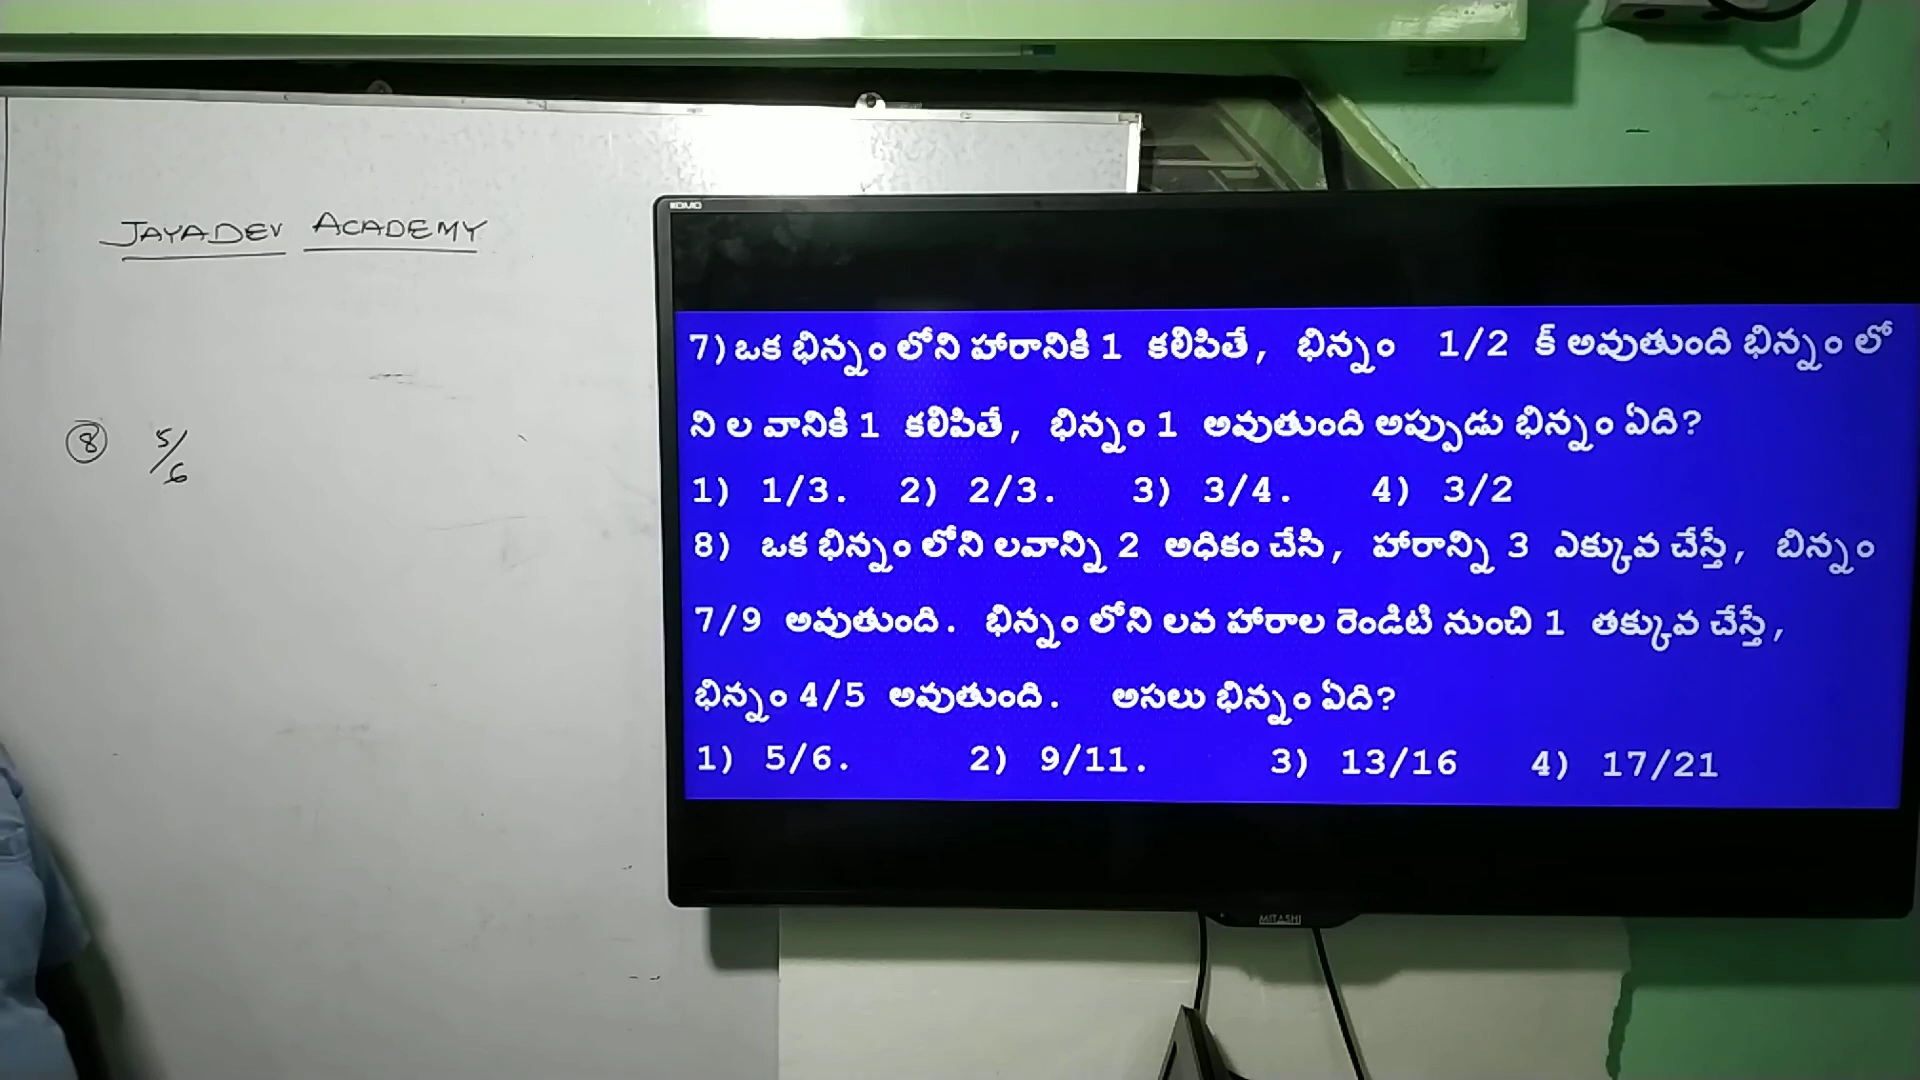 JAYADEV ACADEMY
8 5/6
7)ఒక భిన్నం లోని హారానికి 1 కలిపితే, భిన్నం 1/2 క్ అవుతుంది భిన్నం లో
ని ల వానికి 1 కలిపితే, భిన్నం 1 అవుతుంది అప్పుడు భిన్నం ఏది?
1) 1/3. 2) 2/3. 3) 3/4. 4) 3/2
8) ఒక భిన్నం లోని లవాన్ని 2 అధికం చేసి, హారాన్ని 3 ఎక్కువ చేస్తే, బిన్నం
7/9 అవుతుంది. భిన్నం లోని లవ హారాల రెండిటి నుంచి 1 తక్కువ చేస్తే,
భిన్నం 4/5 అవుతుంది. అసలు భిన్నం ఏది?
1) 5/6. 2) 9/11. 3) 13/16 4) 17/21
MITASHI